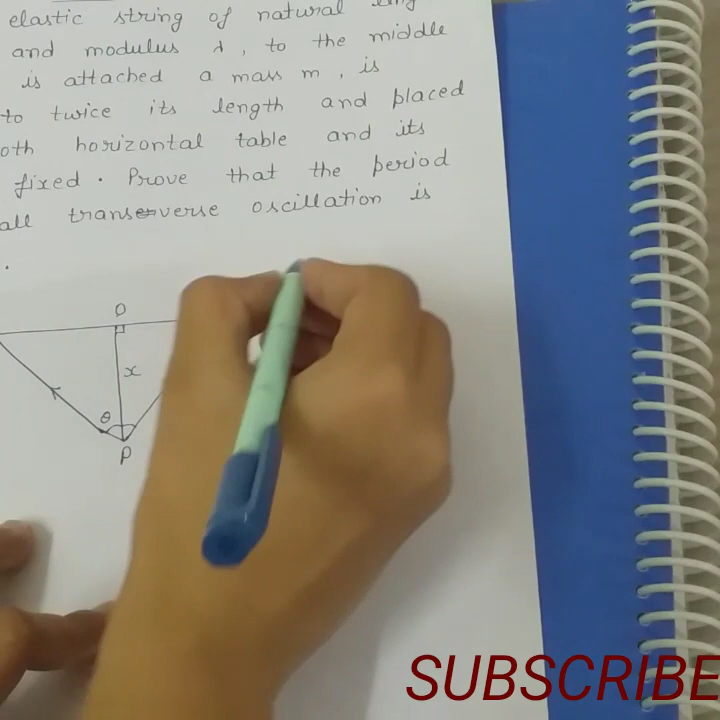 elastic string of natural
and modulus λ, to the middle
is attached a mass m, is
to twice its length and placed
oth horizontal table and its
fixed. Prove that the period
all transverse oscillation is
.
O
x
θ
P
SUBSCRIBE